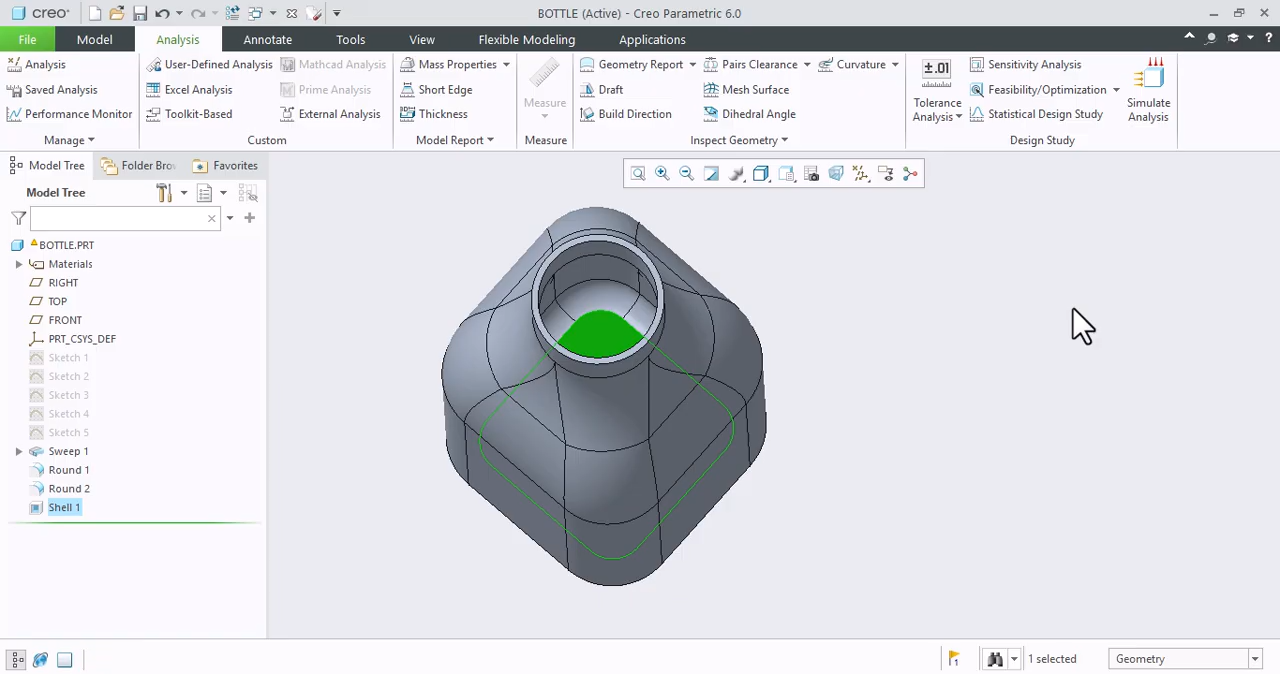 creo
BOTTLE (Active) - Creo Parametric 6.0
File Model Analysis Annotate Tools View Flexible Modeling Applications
Analysis
Saved Analysis
Performance Monitor
Manage
User-Defined Analysis
Excel Analysis
Toolkit-Based
Mathcad Analysis
Prime Analysis
External Analysis
Custom
Mass Properties
Short Edge
Thickness
Model Report
Measure
Measure
Geometry Report
Draft
Build Direction
Pairs Clearance
Mesh Surface
Dihedral Angle
Curvature
Inspect Geometry
±.01
Tolerance
Analysis
Sensitivity Analysis
Feasibility/Optimization
Statistical Design Study
Simulate
Analysis
Design Study
Model Tree Folder Bro Favorites
Model Tree
BOTTLE.PRT
Materials
RIGHT
TOP
FRONT
PRT_CSYS_DEF
Sketch 1
Sketch 2
Sketch 3
Sketch 4
Sketch 5
Sweep 1
Round 1
Round 2
Shell 1
1
1 selected
Geometry